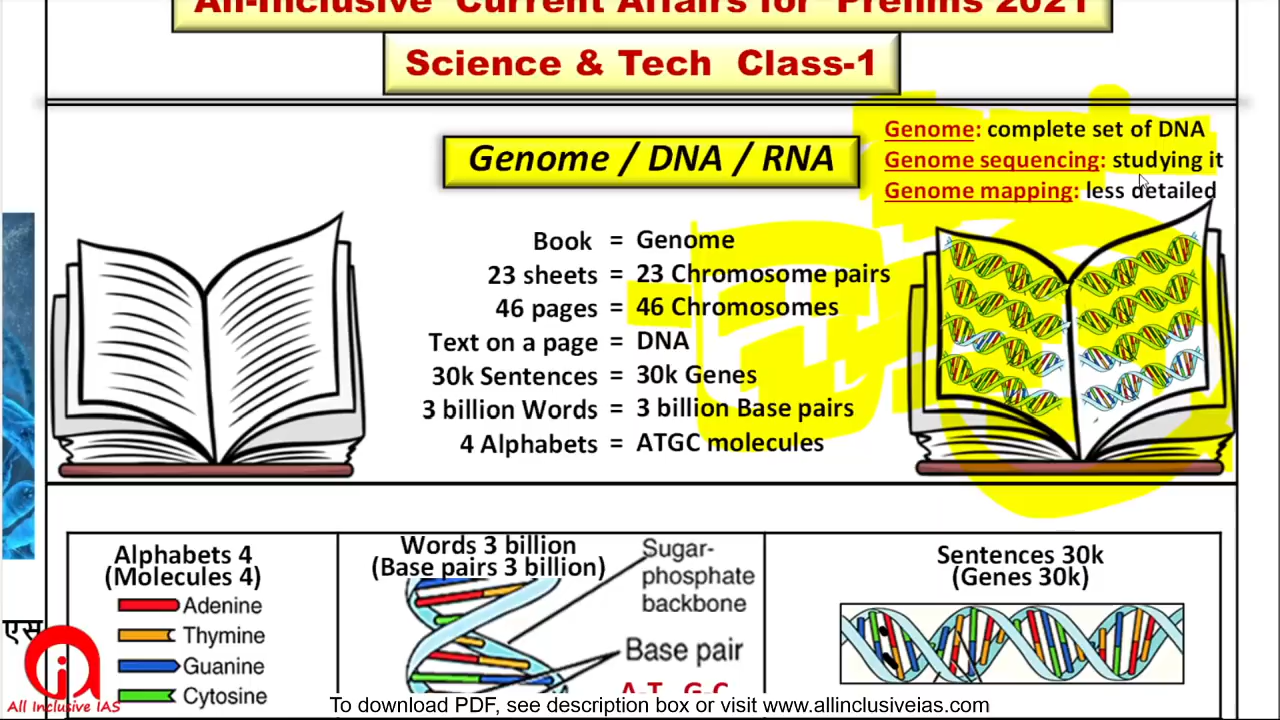 All-Inclusive Current Affairs for Prelims 2021
Science & Tech Class-1
Genome / DNA / RNA
Genome: complete set of DNA
Genome sequencing: studying it
Genome mapping: less detailed
Book = Genome
23 sheets = 23 Chromosome pairs
46 pages = 46 Chromosomes
Text on a page = DNA
30k Sentences = 30k Genes
3 billion Words = 3 billion Base pairs
4 Alphabets = ATGC molecules
Alphabets 4
(Molecules 4)
Adenine
Thymine
Guanine
Cytosine
Words 3 billion
(Base pairs 3 billion)
Sugar-
phosphate
backbone
Base pair
A-T G-C
Sentences 30k
(Genes 30k)
एस
All Inclusive IAS
To download PDF, see description box or visit www.allinclusiveias.com